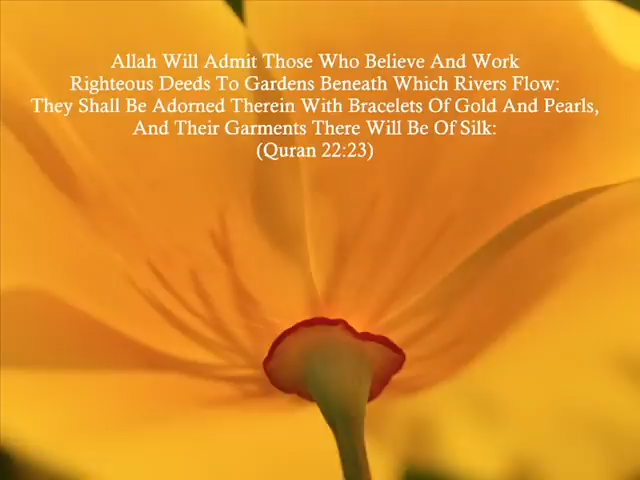 Allah Will Admit Those Who Believe And Work
Righteous Deeds To Gardens Beneath Which Rivers Flow:
They Shall Be Adorned Therein With Bracelets Of Gold And Pearls,
And Their Garments There Will Be Of Silk:
(Quran 22:23)